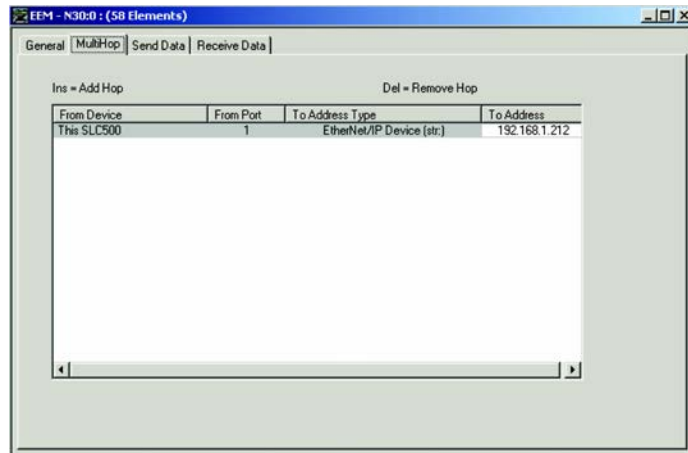 EEM - N30:0 : (58 Elements)
General MultiHop Send Data Receive Data
Ins = Add Hop Del = Remove Hop
From Device From Port To Address Type To Address
This SLC500 1 EtherNet/IP Device (str:) 192.168.1.212